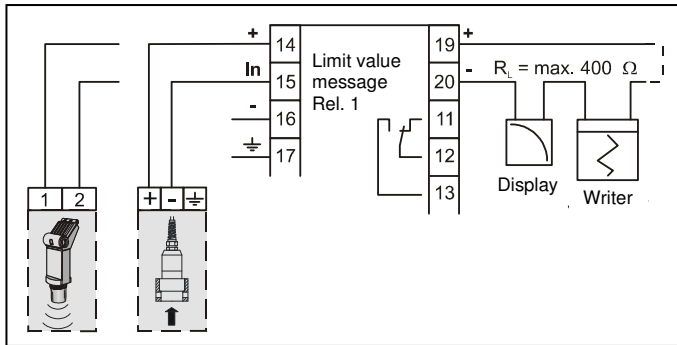 + 14
In 15
- 16
17
Limit value
message
Rel. 1
19 +
20 -
11
12
13
R_L = max. 400 Ω
Display
Writer
1 2
+ -